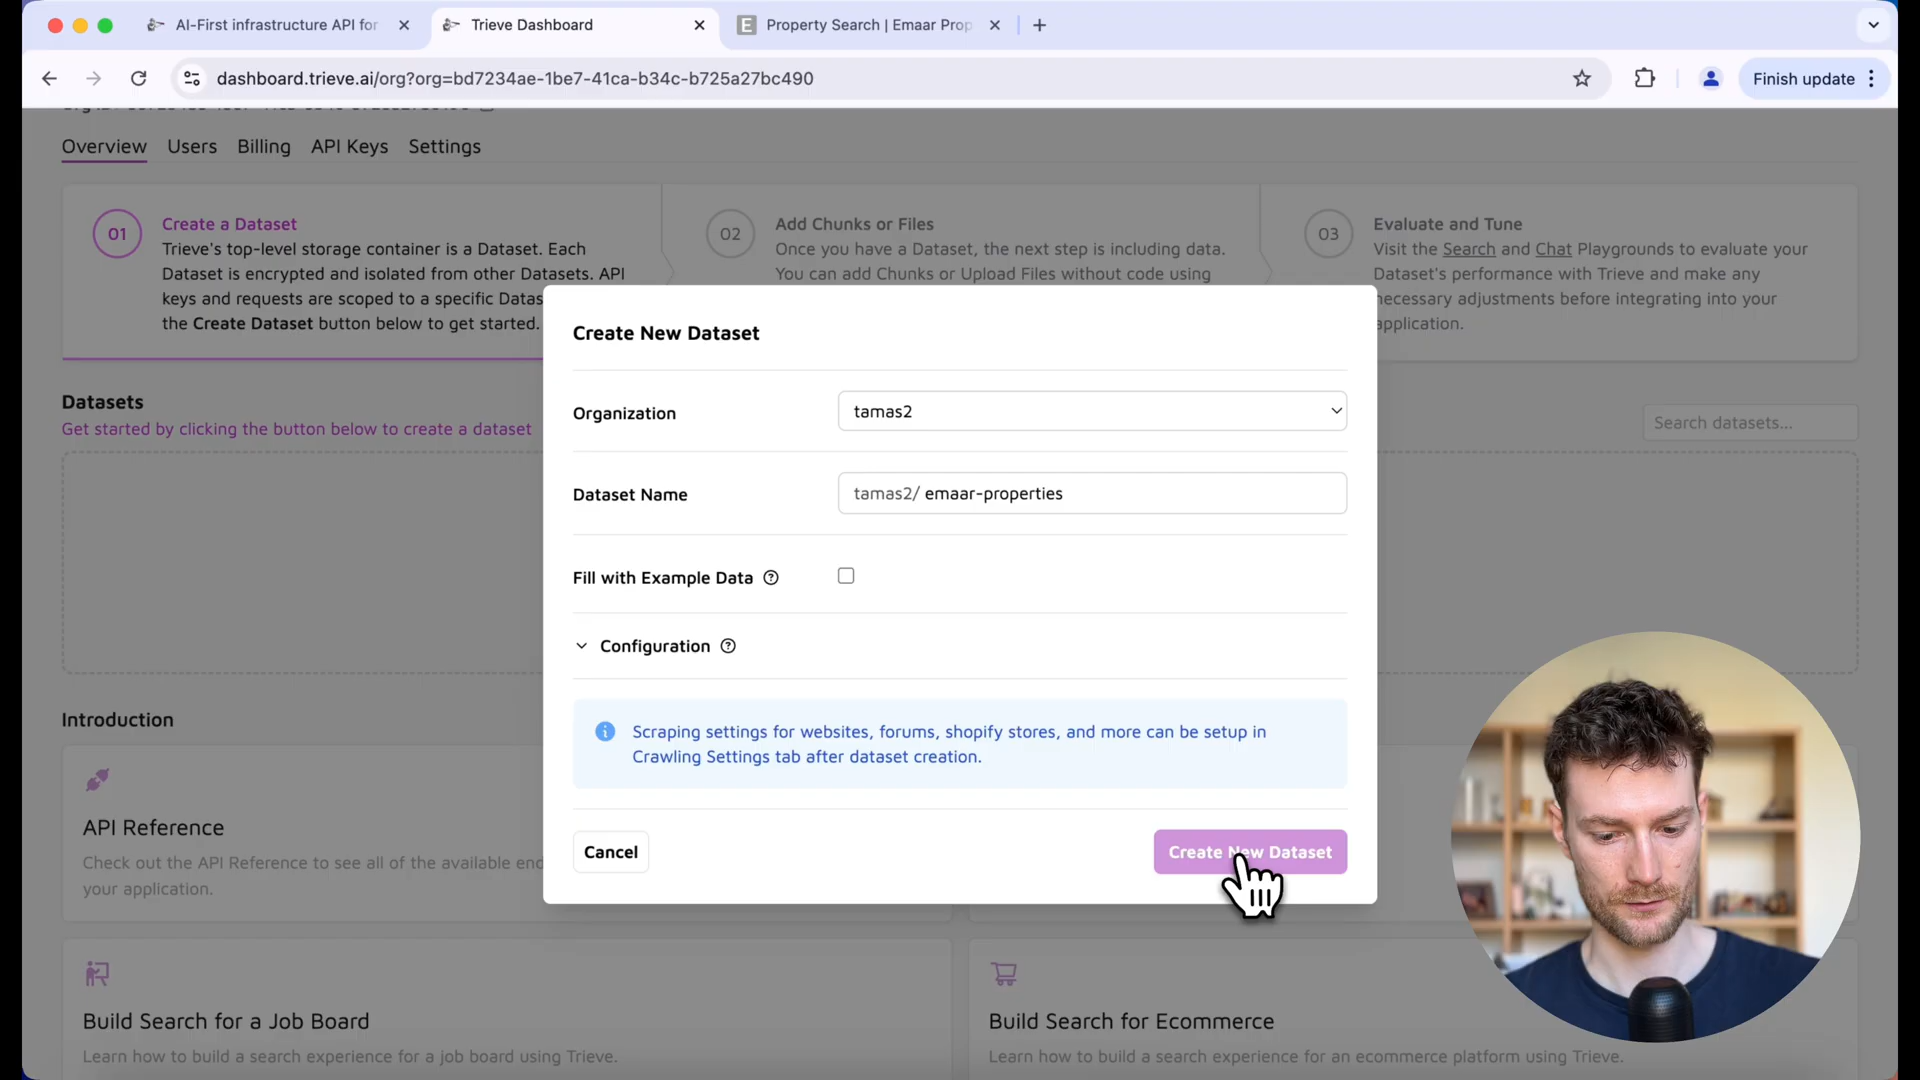 AI-First infrastructure API for
Trieve Dashboard
Property Search | Emaar Prop
dashboard.trieve.ai/org?org=bd7234ae-1be7-41ca-b34c-b725a27bc490
Finish update
Overview
Users
Billing
API Keys
Settings
01
Create a Dataset
Trieve's top-level storage container is a Dataset. Each
Dataset is encrypted and isolated from other Datasets. API
keys and requests are scoped to a specific Datas
the Create Dataset button below to get started.
02
Add Chunks or Files
Once you have a Dataset, the next step is including data.
You can add Chunks or Upload Files without code using
03
Evaluate and Tune
Visit the Search and Chat Playgrounds to evaluate your
Dataset's performance with Trieve and make any
necessary adjustments before integrating into your
application.
Datasets
Get started by clicking the button below to create a dataset
Search datasets...
Create New Dataset
Organization
tamas2
Dataset Name
tamas2/ emaar-properties
Fill with Example Data
Configuration
Scraping settings for websites, forums, shopify stores, and more can be setup in
Crawling Settings tab after dataset creation.
Cancel
Create New Dataset
Introduction
API Reference
Check out the API Reference to see all of the available end
your application.
Build Search for a Job Board
Learn how to build a search experience for a job board using Trieve.
Build Search for Ecommerce
Learn how to build a search experience for an ecommerce platform using Trieve.